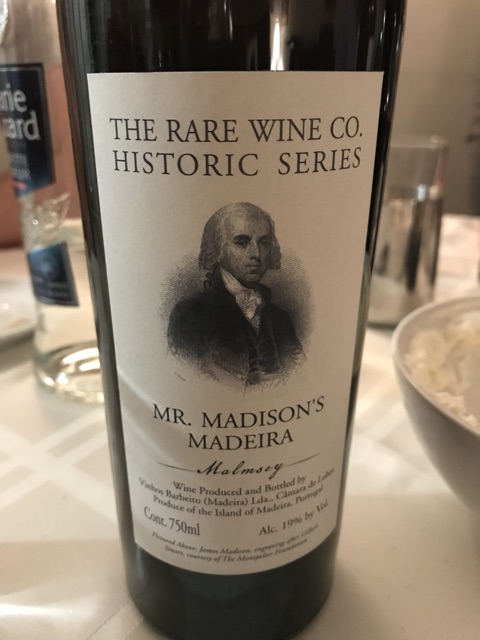 THE RARE WINE CO.
HISTORIC SERIES
MR. MADISON'S
MADEIRA
Malmsey
Wine Produced and Bottled by
Vinhos Barbeito (Madeira) Lda., Câmara de Lobos
Produce of the Island of Madeira, Portugal
Cont. 750ml
Alc. 19% by Vol.
Pictured Above: James Madison, engraving after Gilbert
Stuart, courtesy of The Montpelier Foundation
rie
zard